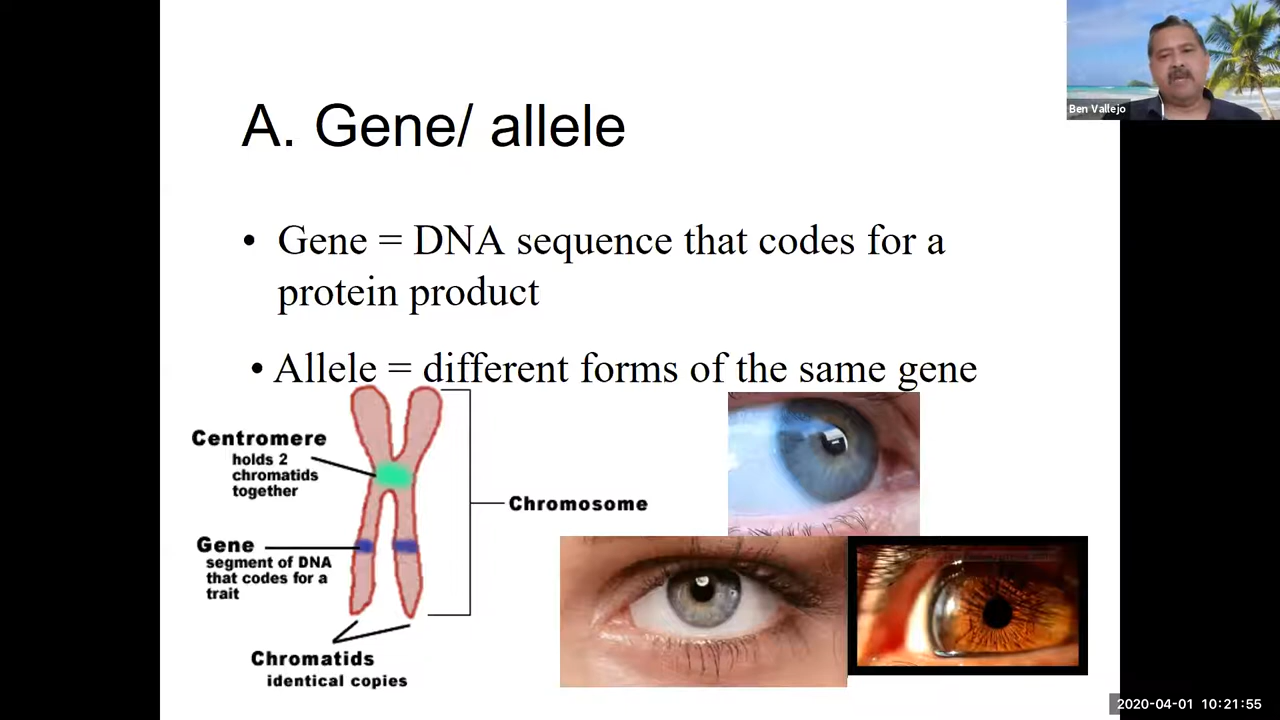 Ben Vallejo
A. Gene/ allele
• Gene = DNA sequence that codes for a
protein product
• Allele = different forms of the same gene
Centromere
holds 2
chromatids
together
Chromosome
Gene
segment of DNA
that codes for a
trait
Chromatids
identical copies
2020-04-01 10:21:55